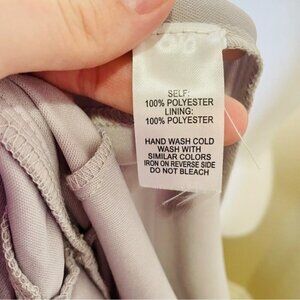 SELF:
100% POLYESTER
LINING:
100% POLYESTER
HAND WASH COLD
WASH WITH
SIMILAR COLORS
IRON ON REVERSE SIDE
DO NOT BLEACH